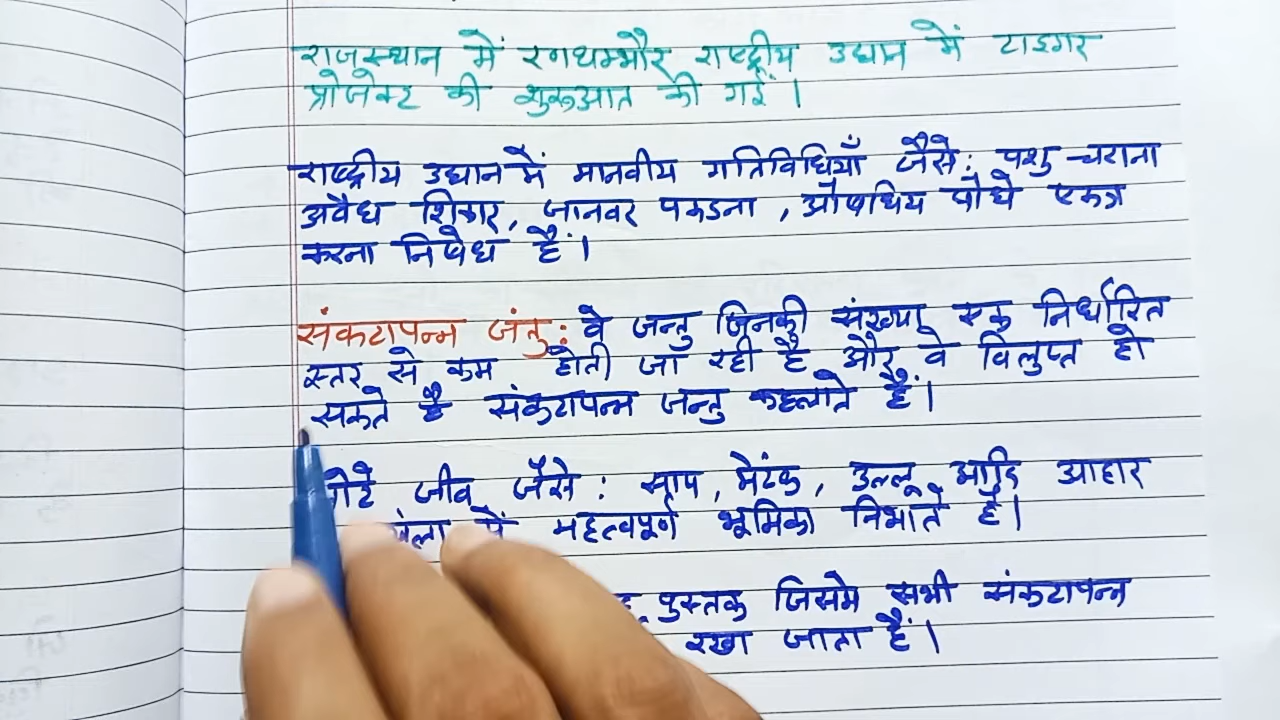 राजस्थान में रणथम्भौर राष्ट्रीय उद्यान में टाइगर
प्रोजेक्ट की शुरूआत की गई ।
राष्ट्रीय उद्यान में मानवीय गतिविधियाँ जैसे: पशु-चराना
अवैध शिकार, जानवर पकडना , औषधिय पौधे एकत्र
करना निषेध हैं ।
संकटापन्न जंतु : वे जन्तु जिनकी संख्या एक निर्धारित
स्तर से कम होती जा रही है और वे विलुप्त हो
सकते है संकटापन्न जन्तु कहलाते हैं ।
जीव जैसे : साप , मेंढक , उल्लू आदि आहार
में महत्वपूर्ण भूमिका निभाते है ।
पुस्तक जिसमे सभी संकटापन्न
रखा जाता हैं ।